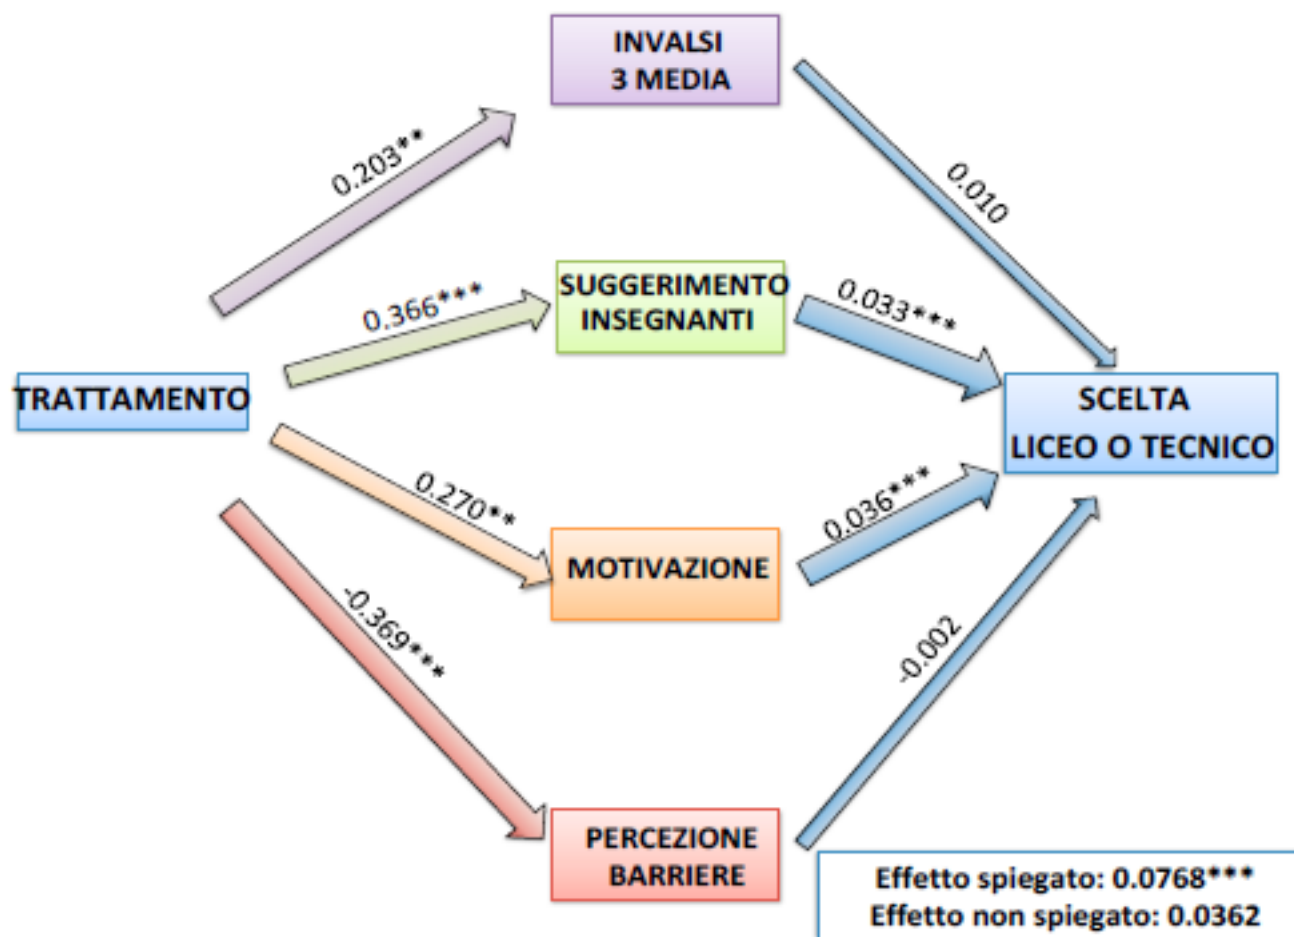 INVALSI
3 MEDIA
0.203**
0.010
SUGGERIMENTO
INSEGNANTI
0.366***
0.033***
TRATTAMENTO
SCELTA
LICEO O TECNICO
0.270**
0.036***
MOTIVAZIONE
-0.369***
-0.002
PERCEZIONE
BARRIERE
Effetto spiegato: 0.0768***
Effetto non spiegato: 0.0362